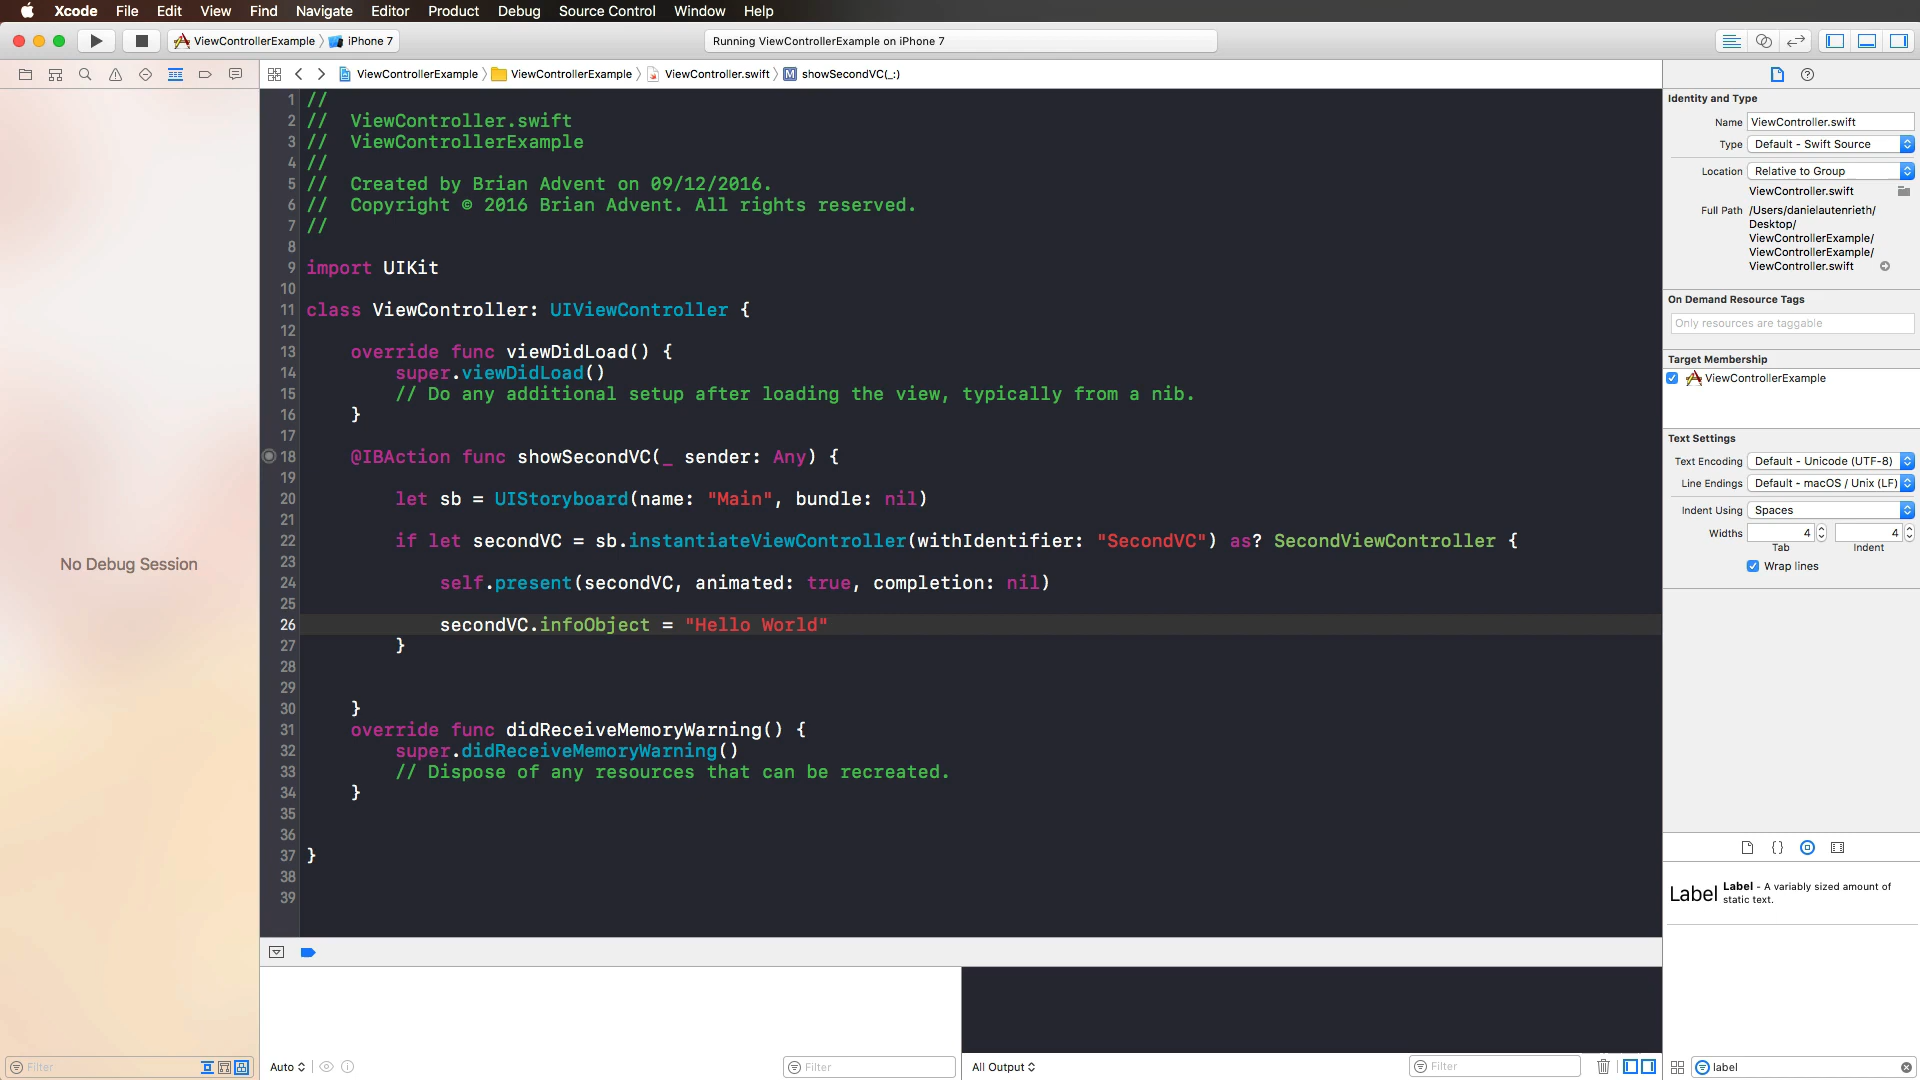 Xcode File Edit View Find Navigate Editor Product Debug Source Control Window Help
ViewControllerExample iPhone 7
Running ViewControllerExample on iPhone 7
ViewControllerExample ViewControllerExample ViewController.swift M showSecondVC(_:)
No Debug Session
Filter
1 //
2 //  ViewController.swift
3 //  ViewControllerExample
4 //
5 //  Created by Brian Advent on 09/12/2016.
6 //  Copyright © 2016 Brian Advent. All rights reserved.
7 //
8
9 import UIKit
10
11 class ViewController: UIViewController {
12
13     override func viewDidLoad() {
14         super.viewDidLoad()
15         // Do any additional setup after loading the view, typically from a nib.
16     }
17
18     @IBAction func showSecondVC(_ sender: Any) {
19
20         let sb = UIStoryboard(name: "Main", bundle: nil)
21
22         if let secondVC = sb.instantiateViewController(withIdentifier: "SecondVC") as? SecondViewController {
23
24             self.present(secondVC, animated: true, completion: nil)
25
26             secondVC.infoObject = "Hello World"
27         }
28
29
30     }
31     override func didReceiveMemoryWarning() {
32         super.didReceiveMemoryWarning()
33         // Dispose of any resources that can be recreated.
34     }
35
36
37 }
38
39
Auto
Filter
All Output
Filter
Identity and Type
Name ViewController.swift
Type Default - Swift Source
Location Relative to Group
ViewController.swift
Full Path /Users/danielautenrieth/
Desktop/
ViewControllerExample/
ViewControllerExample/
ViewController.swift
On Demand Resource Tags
Only resources are taggable
Target Membership
ViewControllerExample
Text Settings
Text Encoding Default - Unicode (UTF-8)
Line Endings Default - macOS / Unix (LF)
Indent Using Spaces
Widths 4 4
Tab Indent
Wrap lines
{}
Label Label - A variably sized amount of
static text.
label